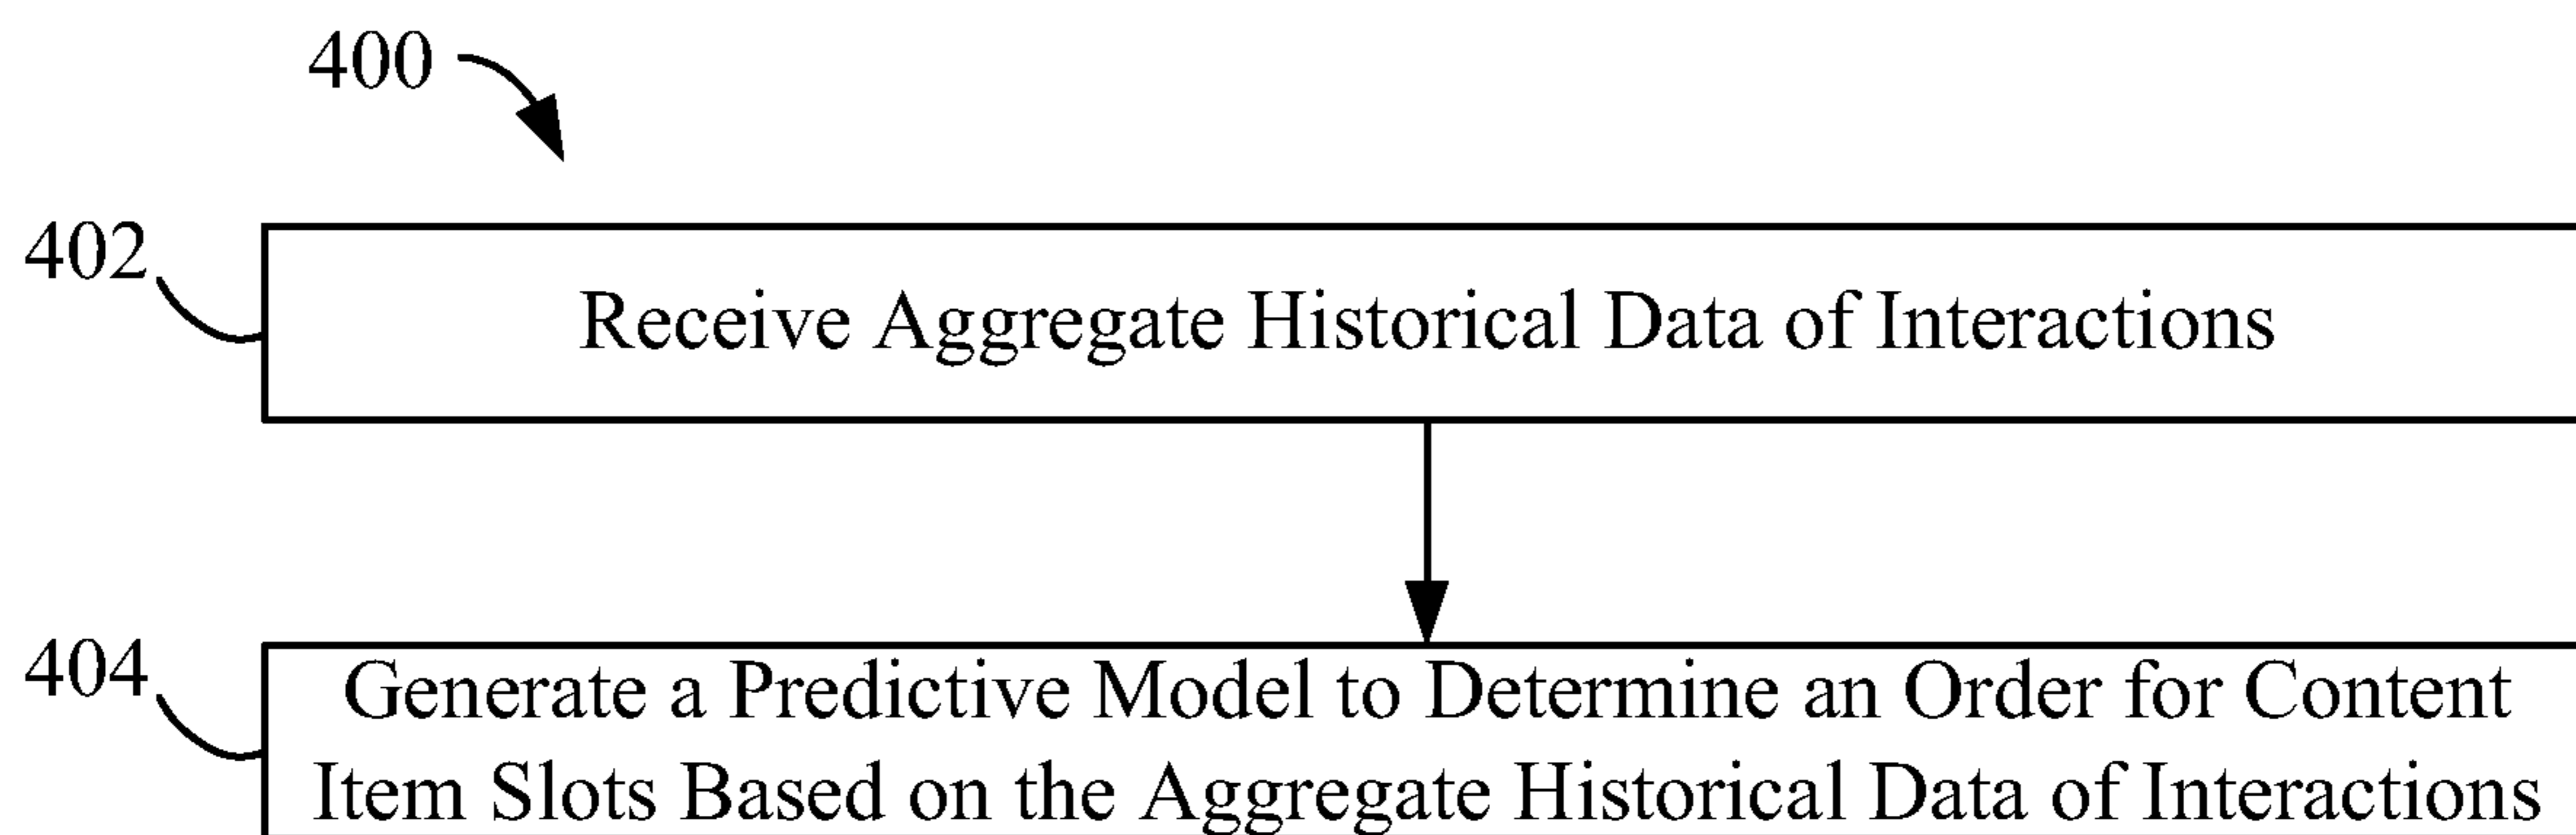 400
402
Receive Aggregate Historical Data of Interactions
404
Generate a Predictive Model to Determine an Order for Content
Item Slots Based on the Aggregate Historical Data of Interactions